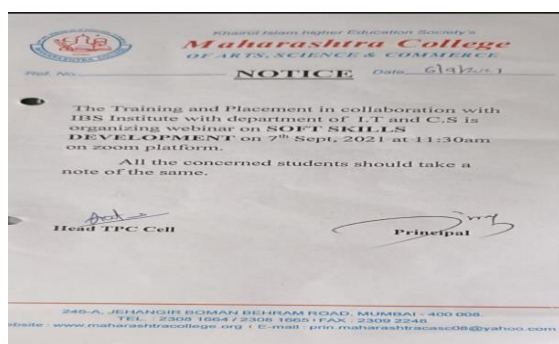 Khairul Islam Higher Education Society's
Maharashtra College
OF ARTS, SCIENCE & COMMERCE
Ref. No.
NOTICE Date 6/9/2021
The Training and Placement in collaboration with
IBS Institute with department of I.T and C.S is
organizing webinar on SOFT SKILLS
DEVELOPMENT on 7th Sept, 2021 at 11:30am
on zoom platform.
All the concerned students should take a
note of the same.
Head TPC Cell Principal
246-A, JEHANGIR BOMAN BEHRAM ROAD, MUMBAI - 400 008.
TEL. : 2308 1664 / 2308 1665 • FAX : 2309 2248
ebsite : www.maharashtracollege.org / E-mail : prin.maharashtracasc08@yahoo.com